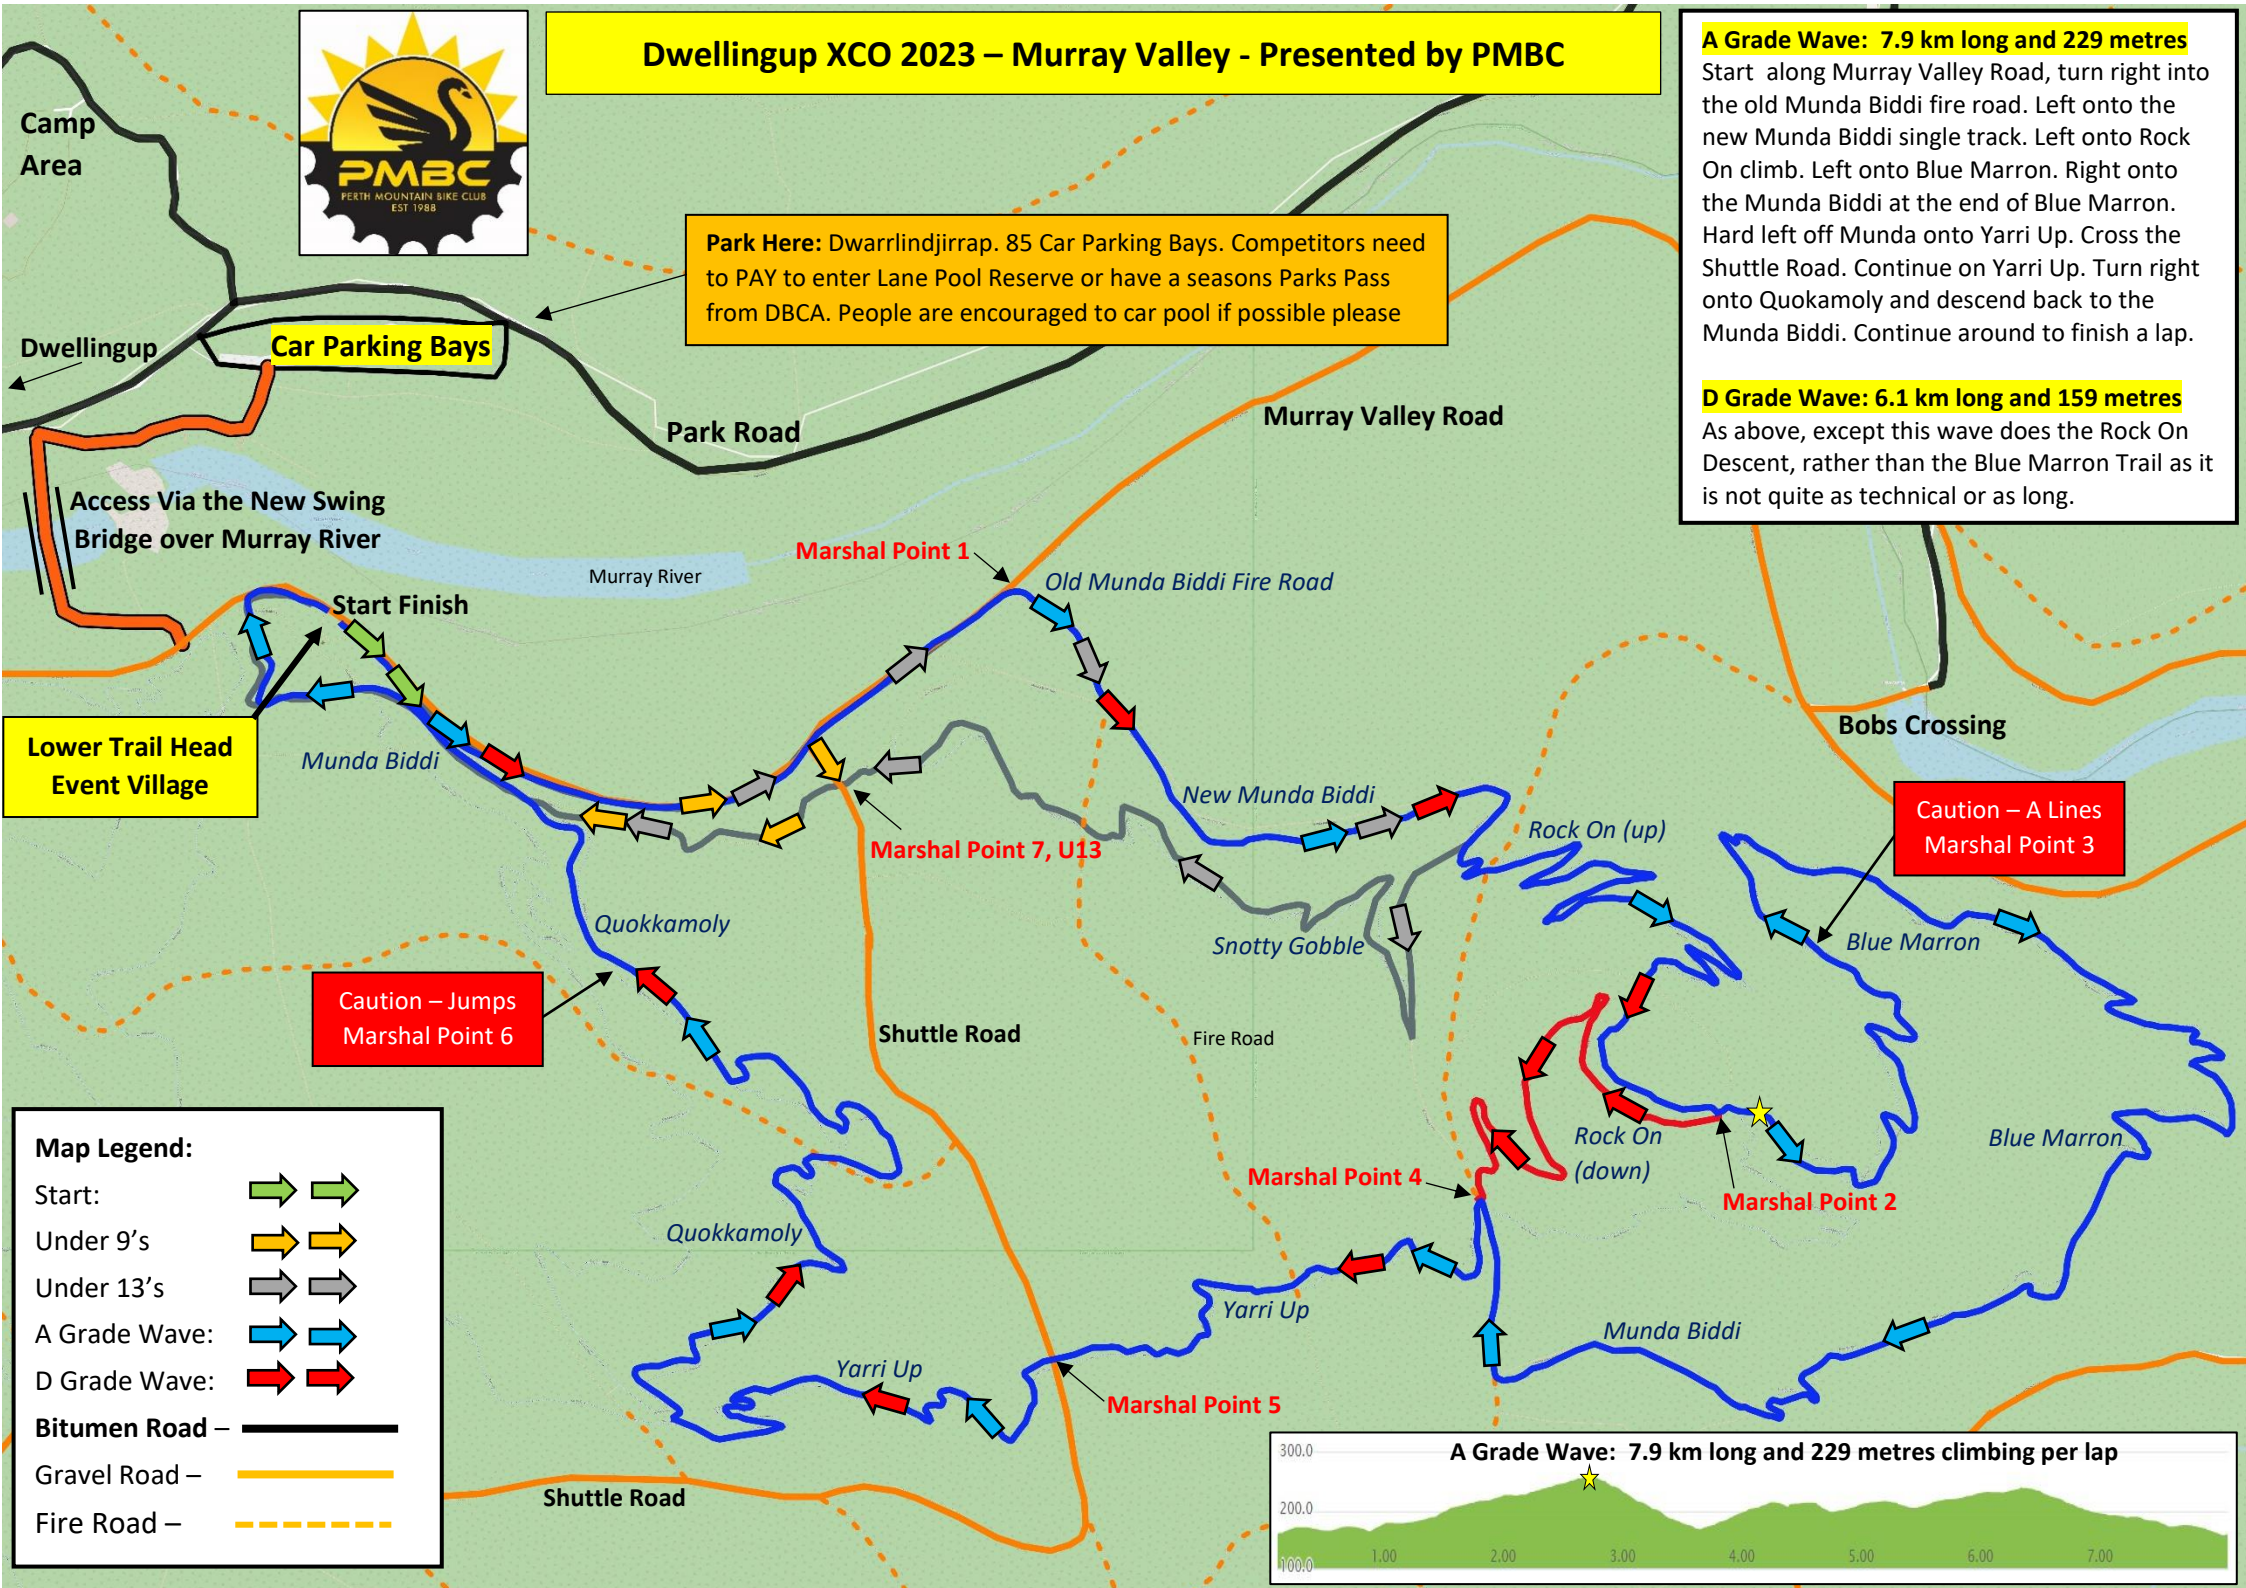 Dwellingup XCO 2023 – Murray Valley - Presented by PMBC
PMBC
PERTH MOUNTAIN BIKE CLUB
EST 1988
A Grade Wave: 7.9 km long and 229 metres
Start along Murray Valley Road, turn right into
the old Munda Biddi fire road. Left onto the
new Munda Biddi single track. Left onto Rock
On climb. Left onto Blue Marron. Right onto
the Munda Biddi at the end of Blue Marron.
Hard left off Munda onto Yarri Up. Cross the
Shuttle Road. Continue on Yarri Up. Turn right
onto Quokamoly and descend back to the
Munda Biddi. Continue around to finish a lap.
D Grade Wave: 6.1 km long and 159 metres
As above, except this wave does the Rock On
Descent, rather than the Blue Marron Trail as it
is not quite as technical or as long.
Camp
Area
Park Here: Dwarrlindjirrap. 85 Car Parking Bays. Competitors need
to PAY to enter Lane Pool Reserve or have a seasons Parks Pass
from DBCA. People are encouraged to car pool if possible please
Dwellingup
Car Parking Bays
Park Road
Murray Valley Road
Access Via the New Swing
Bridge over Murray River
Murray River
Marshal Point 1
Old Munda Biddi Fire Road
Start Finish
Lower Trail Head
Event Village
Munda Biddi
Bobs Crossing
New Munda Biddi
Rock On (up)
Caution – A Lines
Marshal Point 3
Marshal Point 7, U13
Quokkamoly
Snotty Gobble
Blue Marron
Caution – Jumps
Marshal Point 6
Shuttle Road
Fire Road
Rock On
(down)
Blue Marron
Marshal Point 4
Marshal Point 2
Quokkamoly
Yarri Up
Munda Biddi
Yarri Up
Marshal Point 5
Shuttle Road
Map Legend:
Start:
Under 9’s
Under 13’s
A Grade Wave:
D Grade Wave:
Bitumen Road –
Gravel Road –
Fire Road –
A Grade Wave: 7.9 km long and 229 metres climbing per lap
300.0
200.0
100.0
1.00 2.00 3.00 4.00 5.00 6.00 7.00